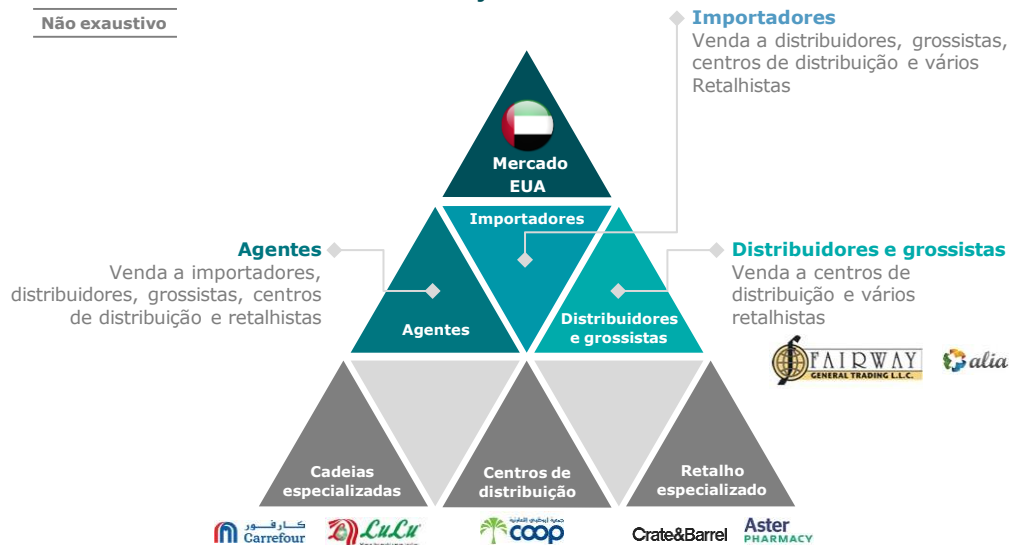 Não exaustivo
Importadores
Venda a distribuidores, grossistas,
centros de distribuição e vários
Retalhistas
Mercado
EUA
Importadores
Agentes
Venda a importadores,
distribuidores, grossistas, centros
de distribuição e retalhistas
Distribuidores e grossistas
Venda a centros de
distribuição e vários
retalhistas
Agentes
Distribuidores
e grossistas
FAIRWAY
GENERAL TRADING L.L.C.
alia
Cadeias
especializadas
Centros de
distribuição
Retalho
especializado
كارفور
Carrefour
LuLu
coop
Crate&Barrel
Aster
PHARMACY